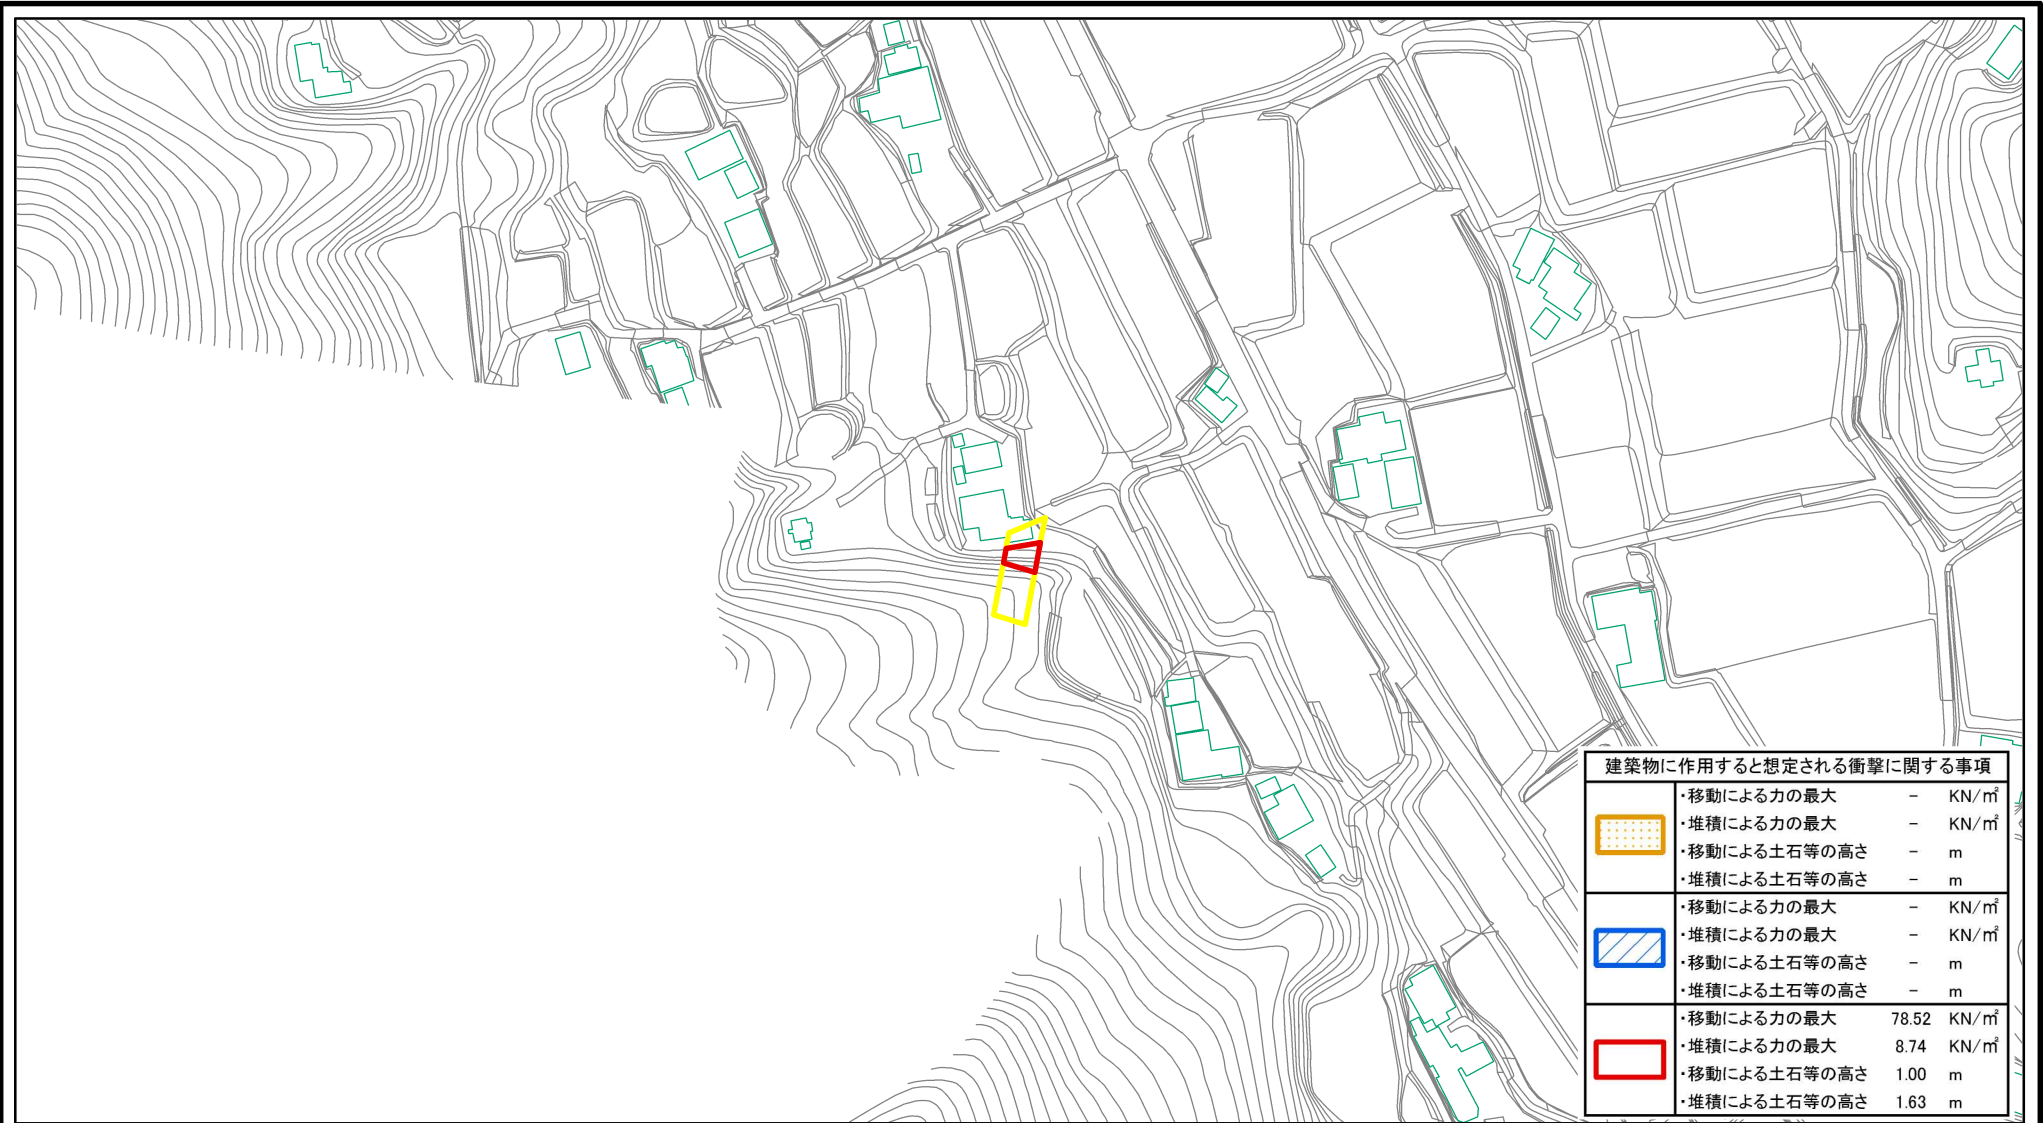 建築物に作用すると想定される衝撃に関する事項
・移動による力の最大 － KN/㎡
・堆積による力の最大 － KN/㎡
・移動による土石等の高さ － m
・堆積による土石等の高さ － m
・移動による力の最大 － KN/㎡
・堆積による力の最大 － KN/㎡
・移動による土石等の高さ － m
・堆積による土石等の高さ － m
・移動による力の最大 78.52 KN/㎡
・堆積による力の最大 8.74 KN/㎡
・移動による土石等の高さ 1.00 m
・堆積による土石等の高さ 1.63 m